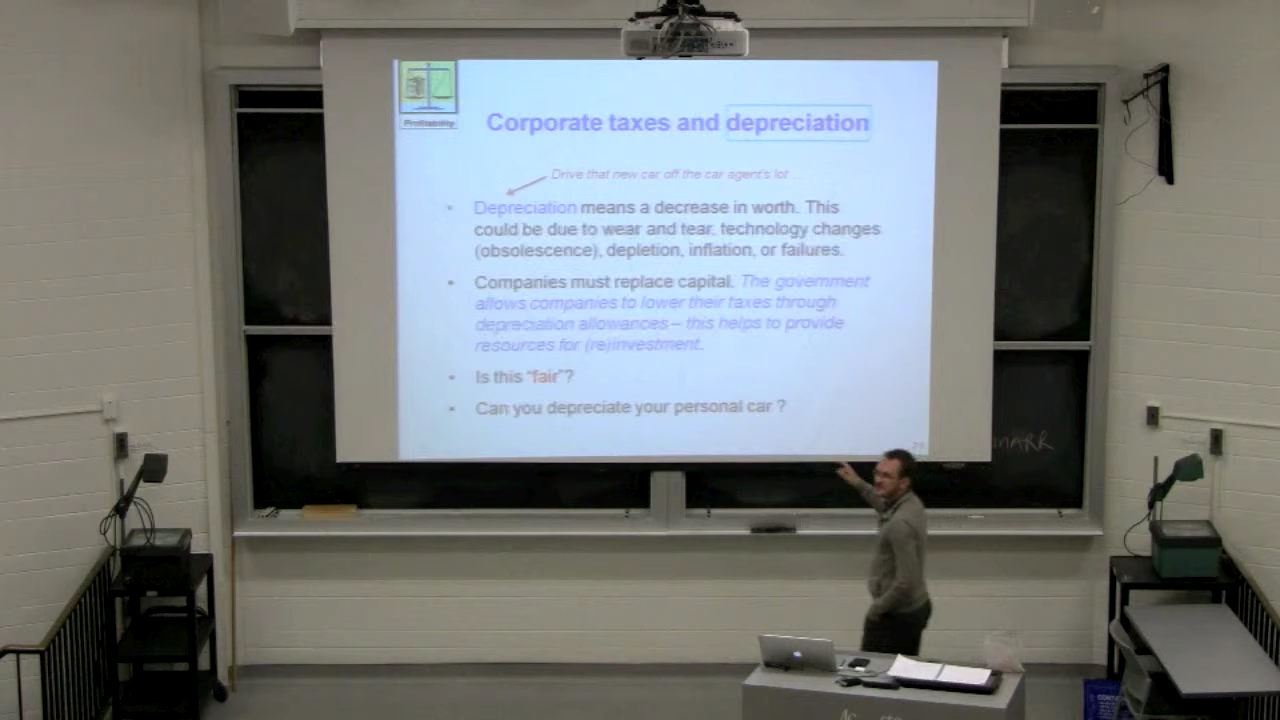 Profitability
Corporate taxes and depreciation
Drive that new car off the car agent's lot ...
• Depreciation means a decrease in worth. This
could be due to wear and tear, technology changes
(obsolescence), depletion, inflation, or failures.
• Companies must replace capital. The government
allows companies to lower their taxes through
depreciation allowances – this helps to provide
resources for (re)investment.
• Is this "fair"?
• Can you depreciate your personal car ?